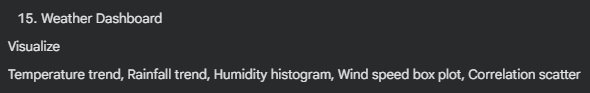 15. Weather Dashboard
Visualize
Temperature trend, Rainfall trend, Humidity histogram, Wind speed box plot, Correlation scatter